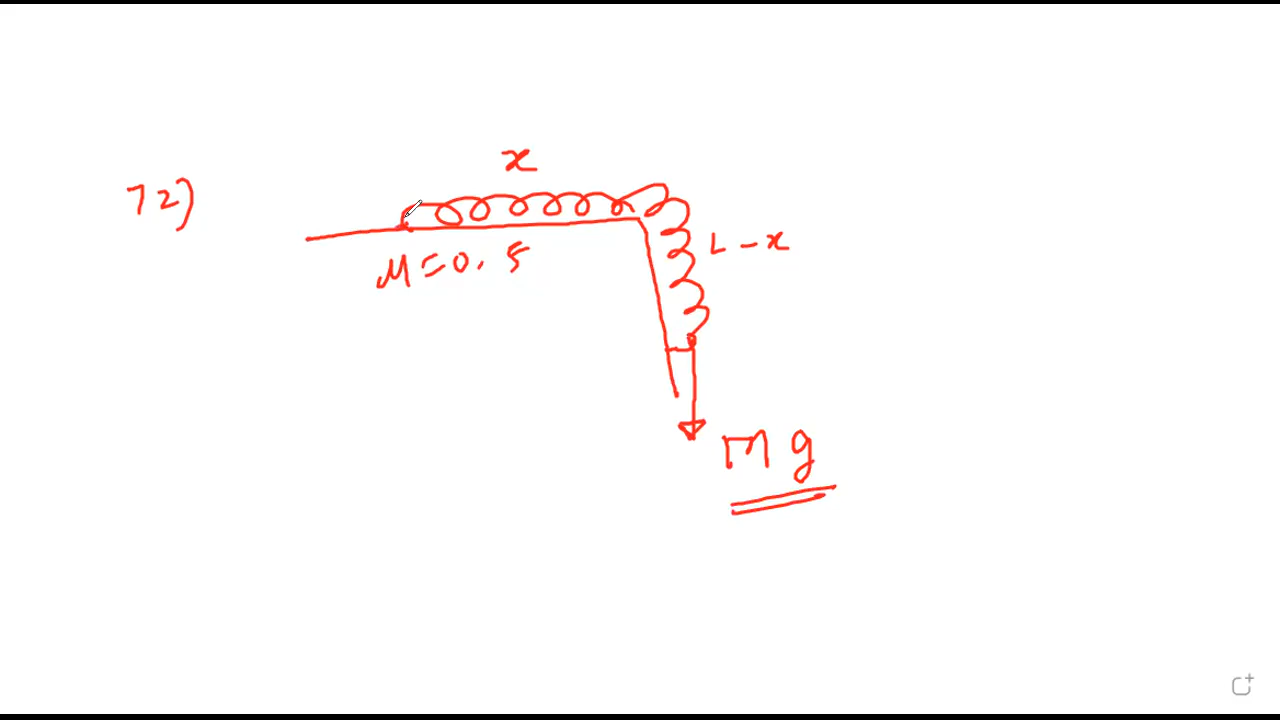 x
72)
L - x
μ = 0.5
mg